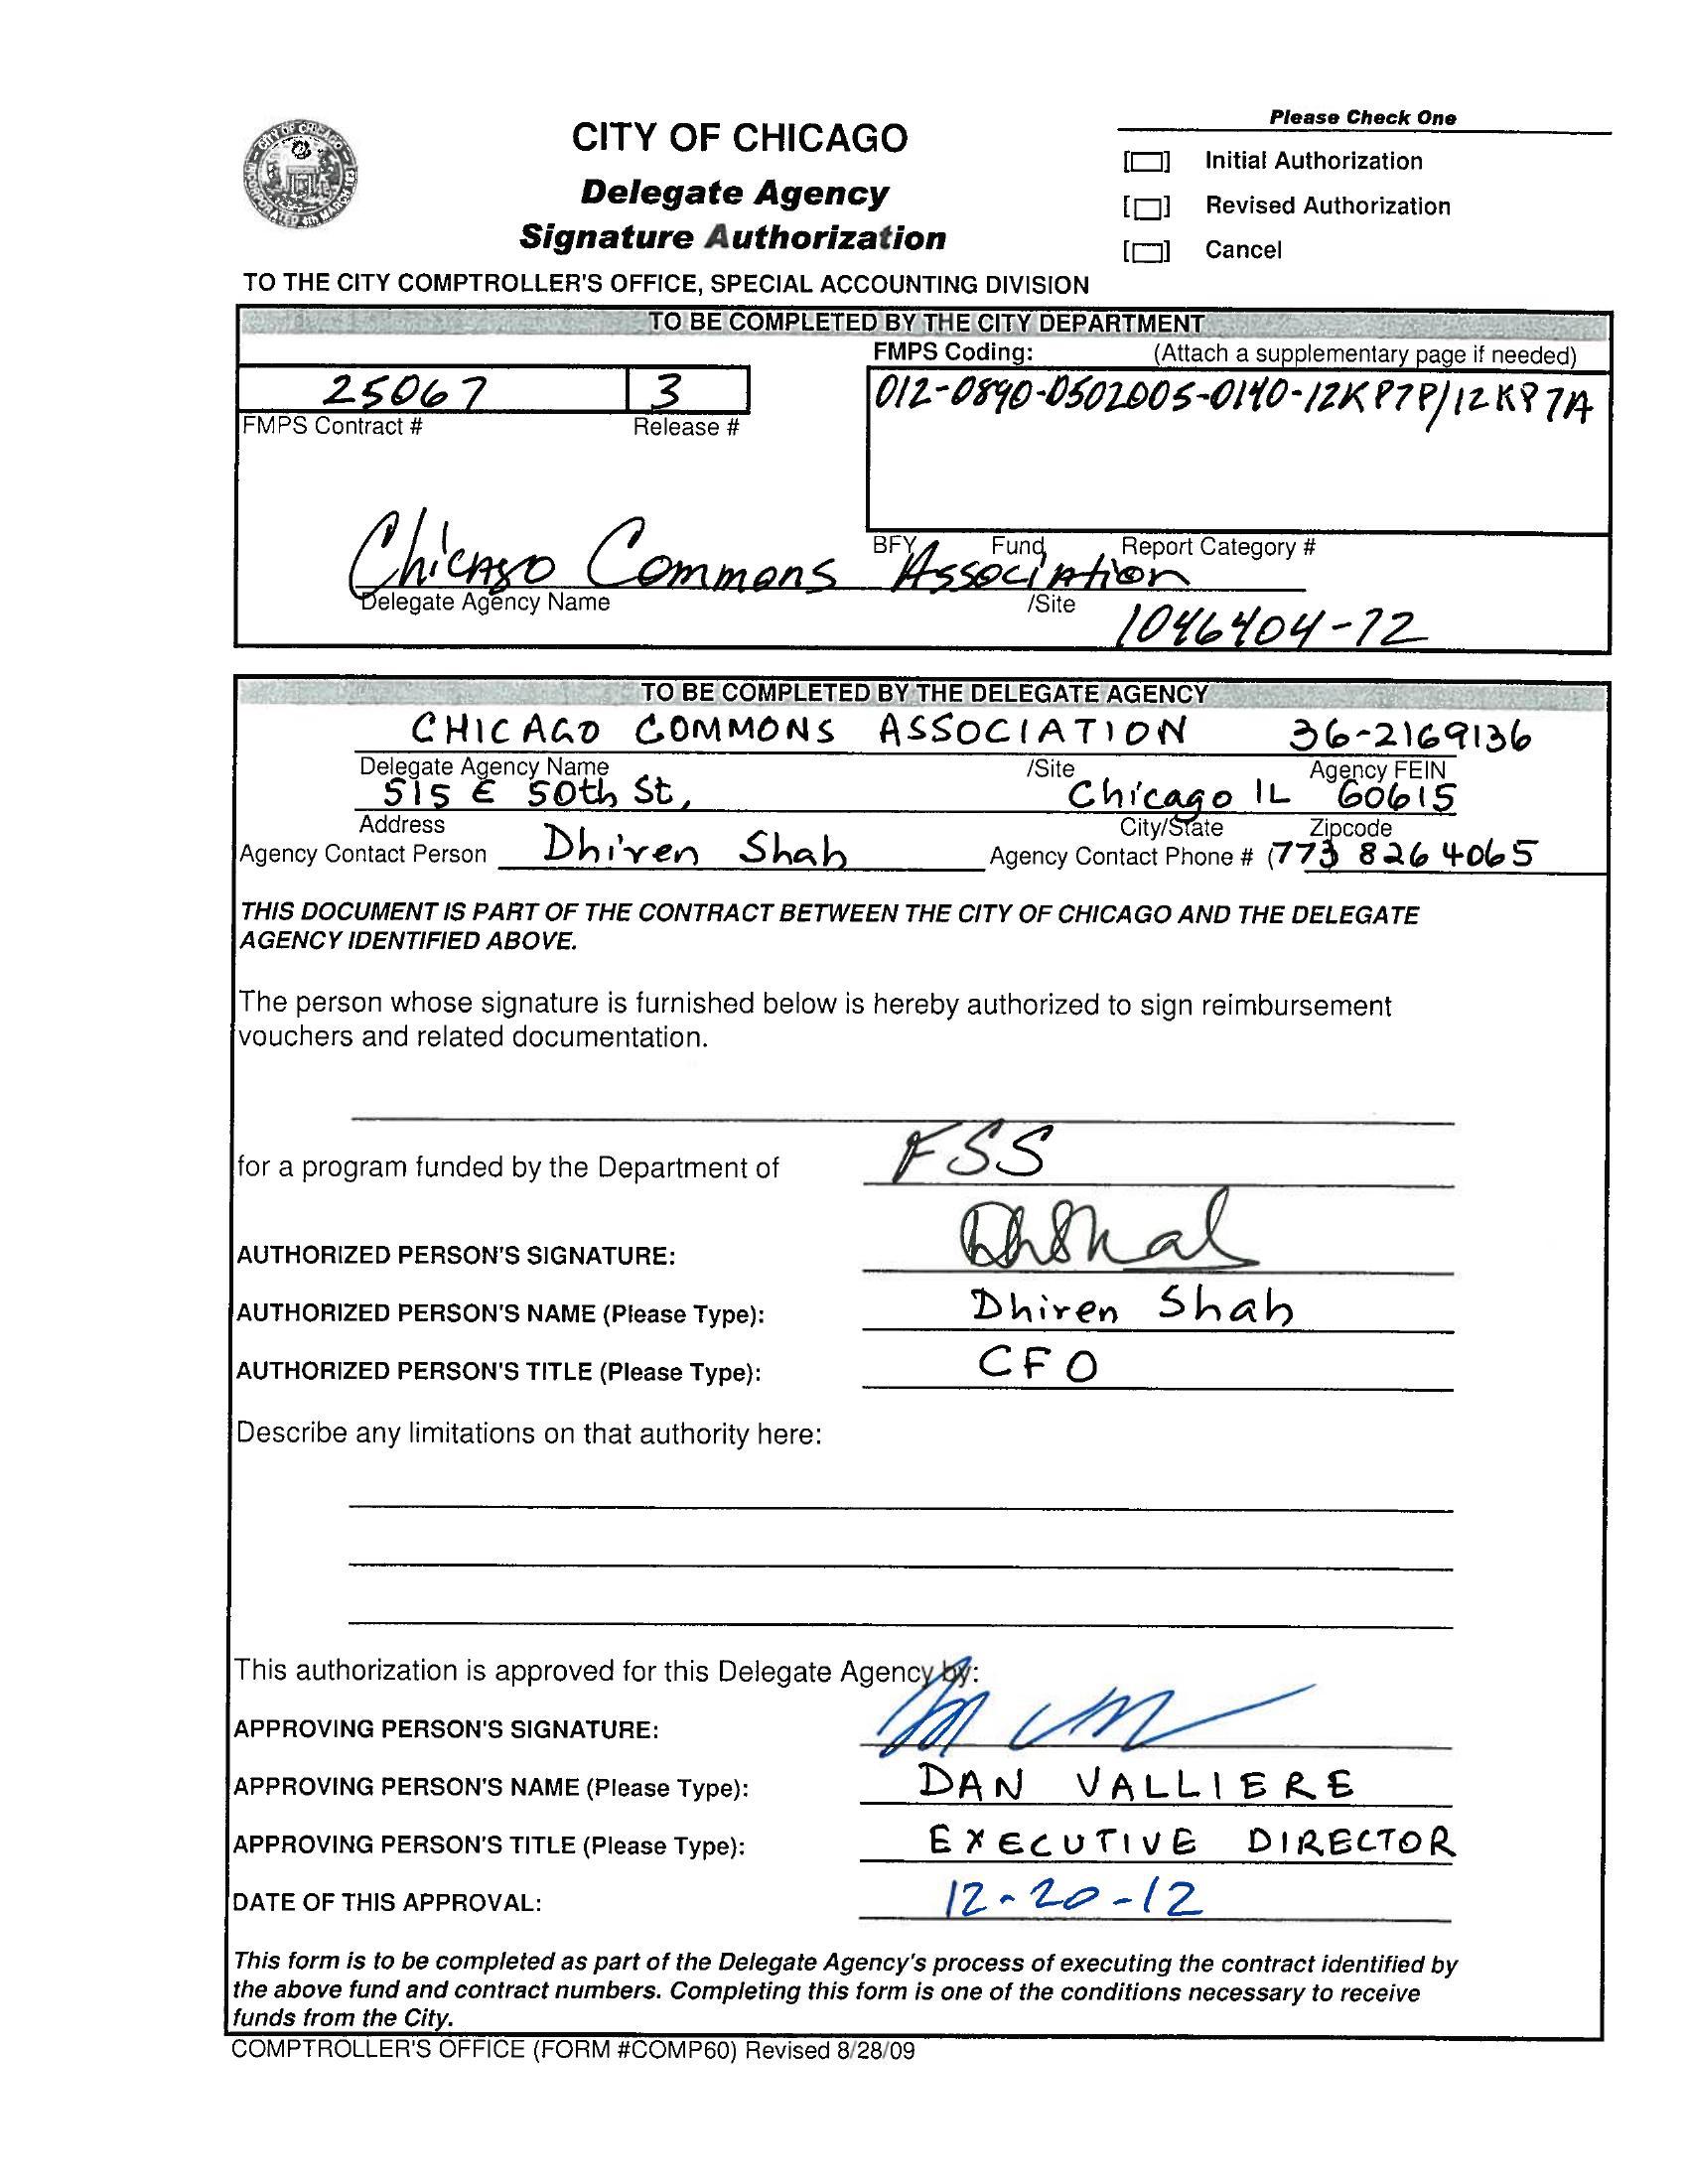 Please Check One
CITY OF CHICAGO
Delegate Agency
Signature Authorization
[ ] Initial Authorization
[ ] Revised Authorization
[ ] Cancel
TO THE CITY COMPTROLLER'S OFFICE, SPECIAL ACCOUNTING DIVISION
TO BE COMPLETED BY THE CITY DEPARTMENT
FMPS Coding: (Attach a supplementary page if needed)
25067 3 012-0890-0502005-0140-12KP7P/12KP7A
FMPS Contract # Release #
BFY Fund Report Category #
Chicago Commons Association
Delegate Agency Name /Site
1046404-72
TO BE COMPLETED BY THE DELEGATE AGENCY
CHICAGO COMMONS ASSOCIATION 36-2169136
Delegate Agency Name /Site Agency FEIN
515 E 50th St, Chicago IL 60615
Address City/State Zipcode
Agency Contact Person Dhiren Shah Agency Contact Phone # (773 826 4065
THIS DOCUMENT IS PART OF THE CONTRACT BETWEEN THE CITY OF CHICAGO AND THE DELEGATE
AGENCY IDENTIFIED ABOVE.
The person whose signature is furnished below is hereby authorized to sign reimbursement
vouchers and related documentation.
for a program funded by the Department of FSS
AUTHORIZED PERSON'S SIGNATURE:
AUTHORIZED PERSON'S NAME (Please Type): Dhiren Shah
AUTHORIZED PERSON'S TITLE (Please Type): CFO
Describe any limitations on that authority here:
This authorization is approved for this Delegate Agency by:
APPROVING PERSON'S SIGNATURE:
APPROVING PERSON'S NAME (Please Type): DAN VALLIERE
APPROVING PERSON'S TITLE (Please Type): EXECUTIVE DIRECTOR
DATE OF THIS APPROVAL: 12-20-12
This form is to be completed as part of the Delegate Agency's process of executing the contract identified by
the above fund and contract numbers. Completing this form is one of the conditions necessary to receive
funds from the City.
COMPTROLLER'S OFFICE (FORM #COMP60) Revised 8/28/09